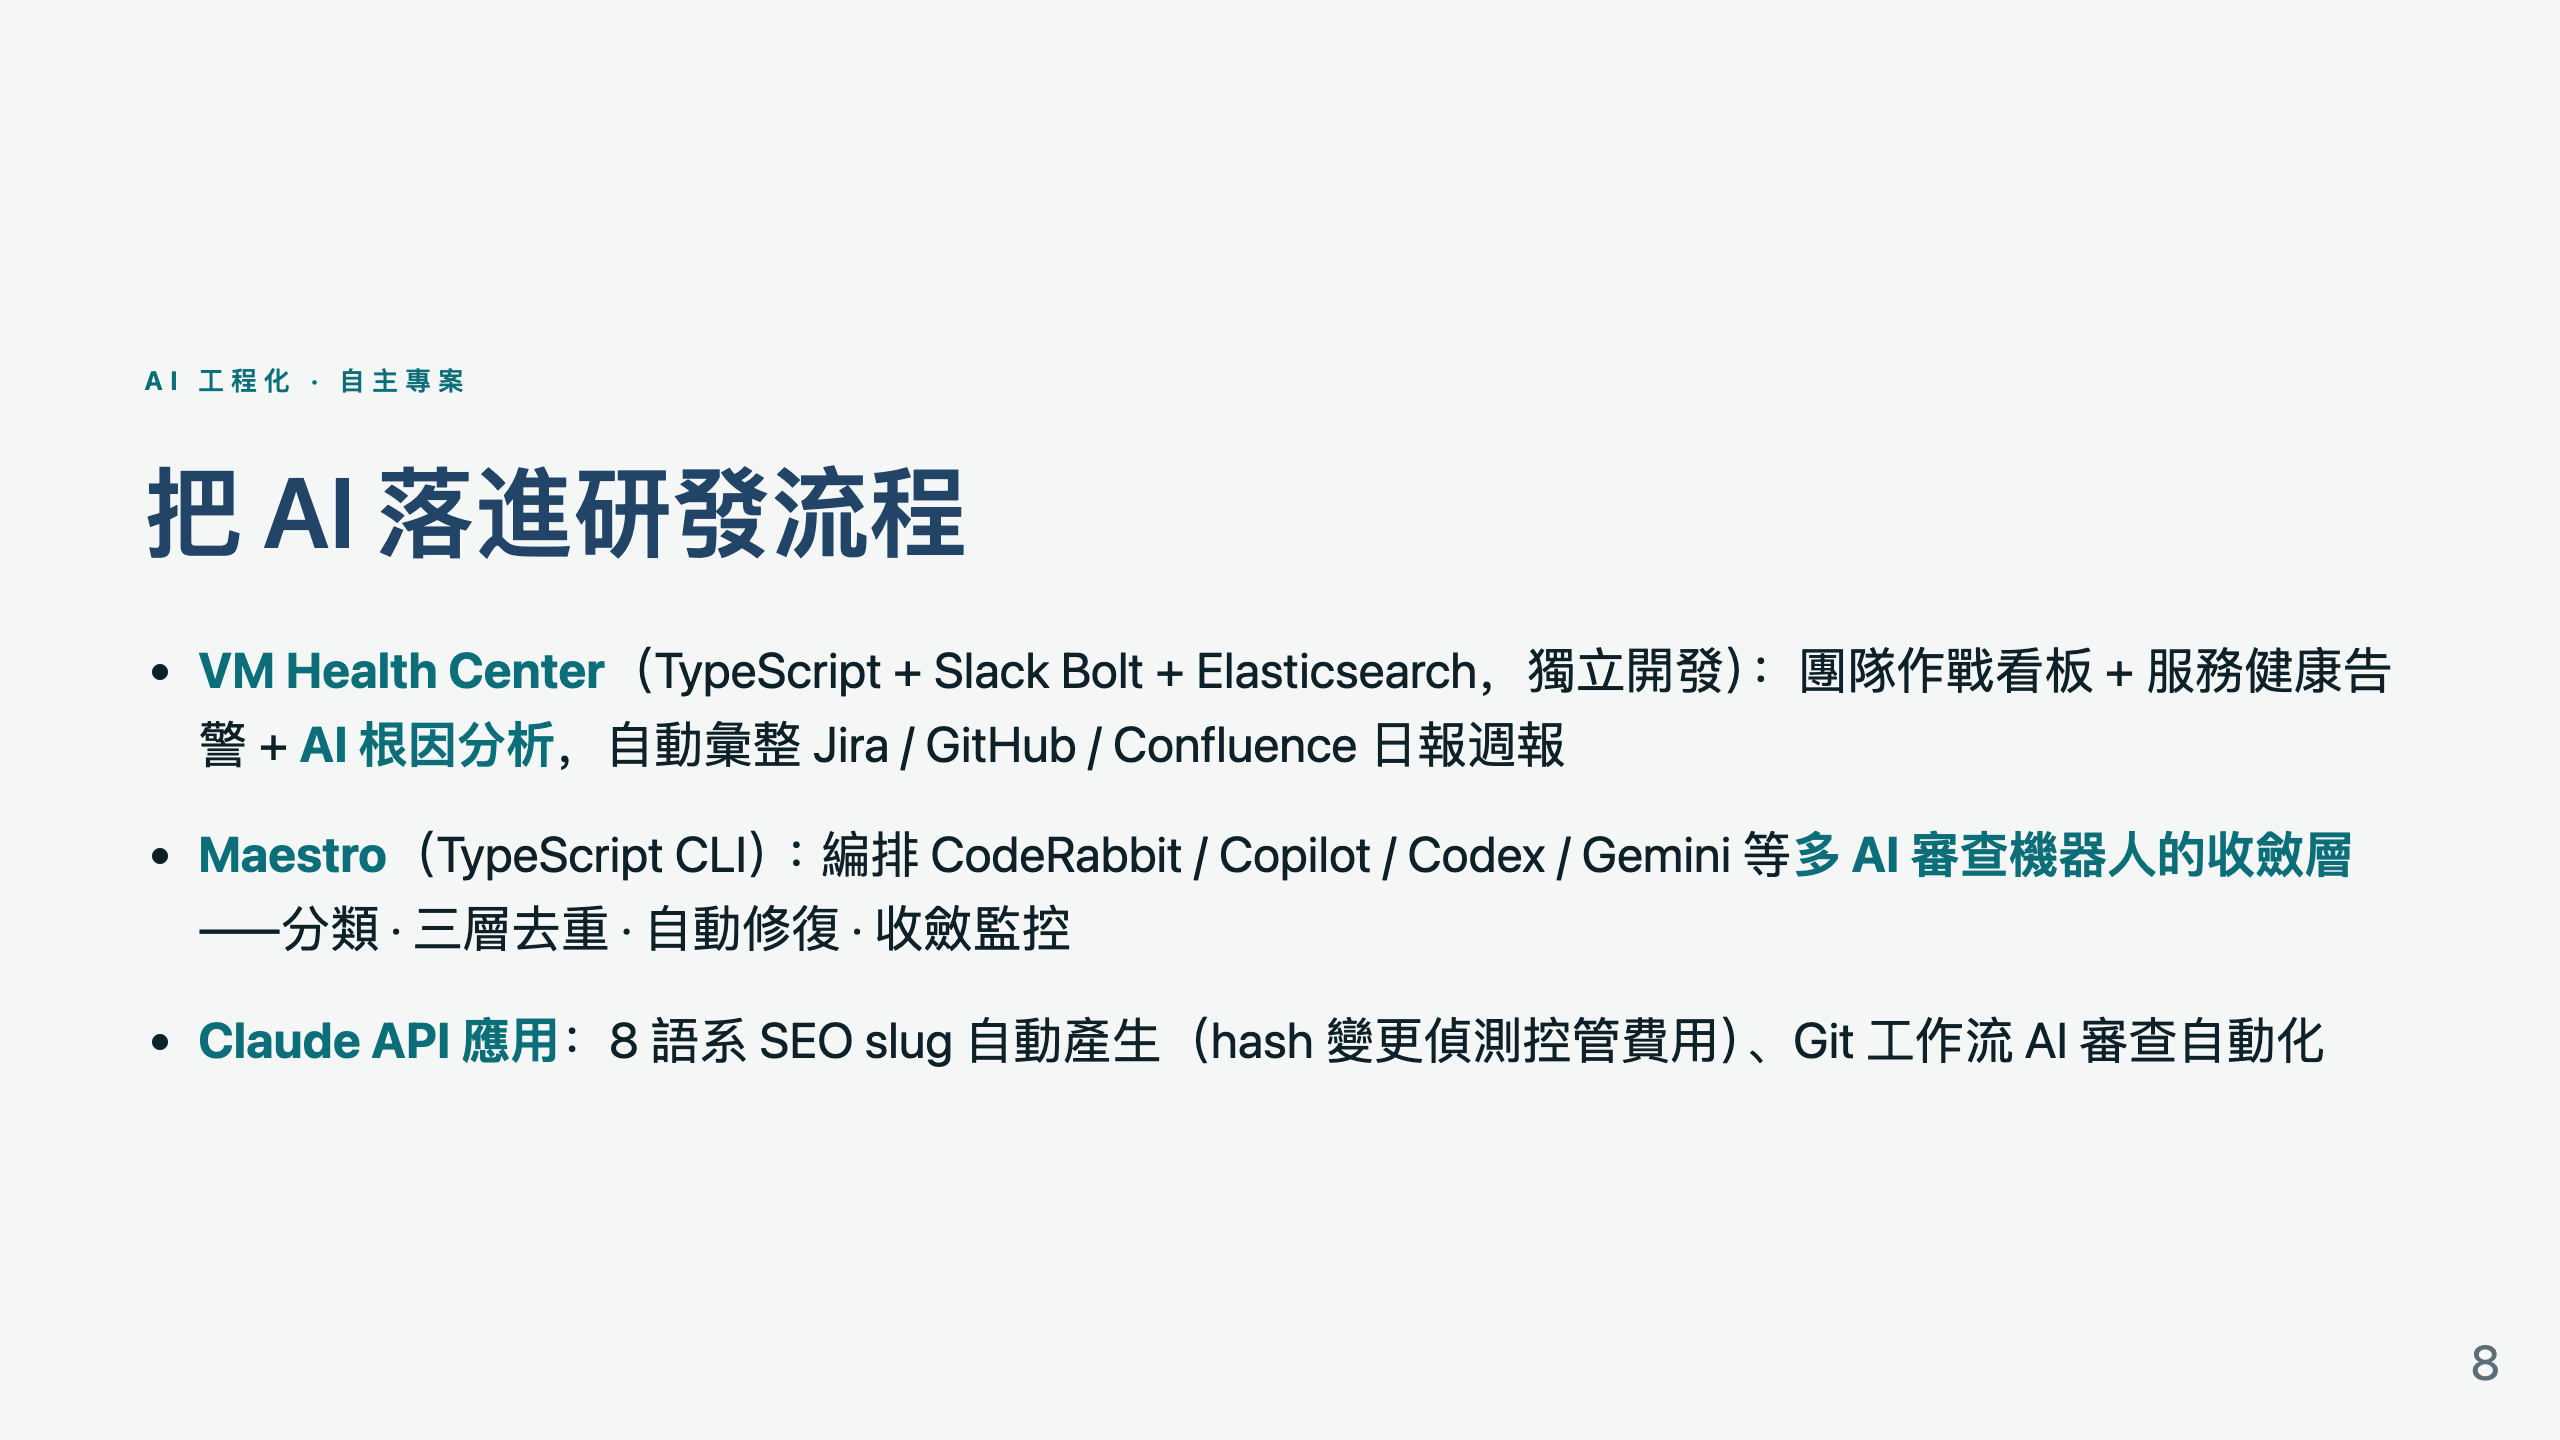 AI 工程化 · 自主專案
把 AI 落進研發流程
• VM Health Center（TypeScript + Slack Bolt + Elasticsearch，獨立開發）：團隊作戰看板 + 服務健康告
警 + AI 根因分析，自動彙整 Jira / GitHub / Confluence 日報週報
• Maestro（TypeScript CLI）：編排 CodeRabbit / Copilot / Codex / Gemini 等多 AI 審查機器人的收斂層
——分類 · 三層去重 · 自動修復 · 收斂監控
• Claude API 應用：8 語系 SEO slug 自動產生（hash 變更偵測控管費用）、Git 工作流 AI 審查自動化
8